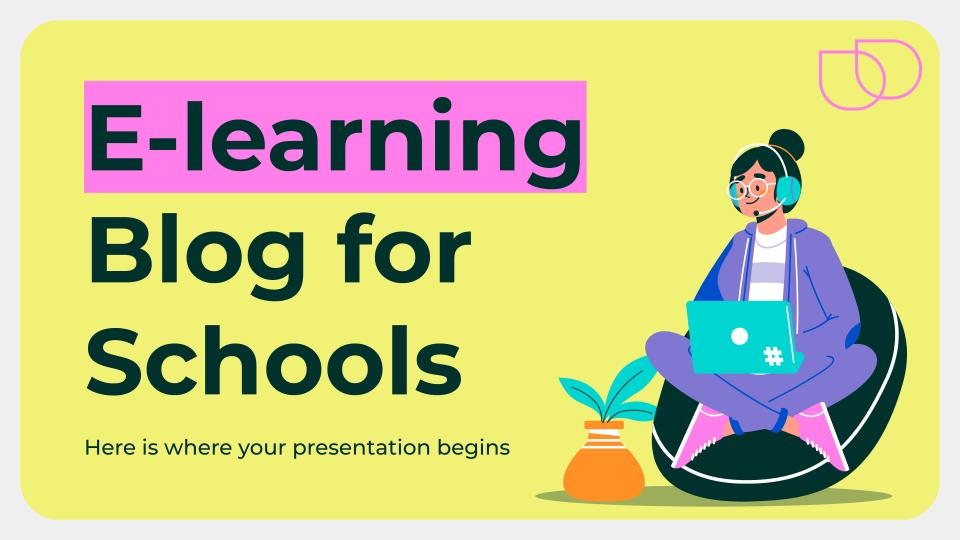 E-learning
Blog for
Schools
Here is where your presentation begins
#